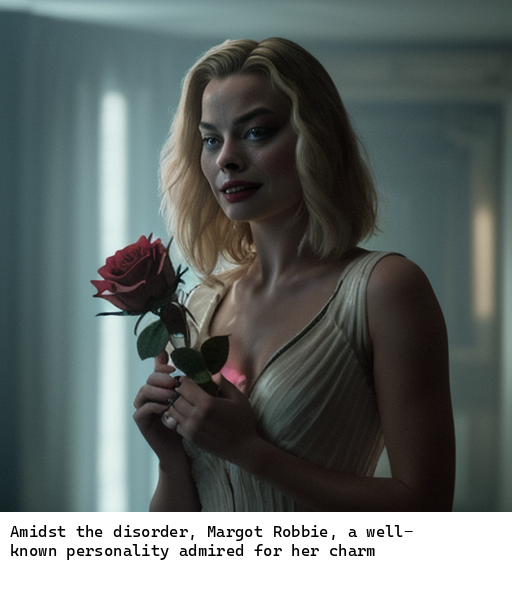 Amidst the disorder, Margot Robbie, a well-
known personality admired for her charm